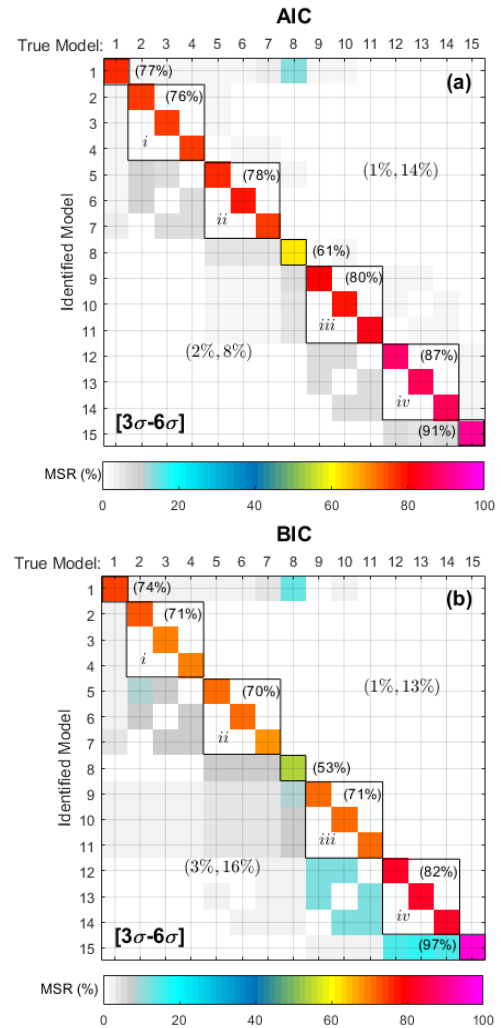 AIC
True Model: 1 2 3 4 5 6 7 8 9 10 11 12 13 14 15
1 (77%) (a)
2 (76%)
3
4 i
5 (78%) (1%, 14%)
6
7 ii
8 (61%)
9 (80%)
10
11 iii
12 (2%, 8%) (87%)
13
14 iv
15 [3σ-6σ] (91%)
Identified Model
MSR (%)
0 20 40 60 80 100
BIC
True Model: 1 2 3 4 5 6 7 8 9 10 11 12 13 14 15
1 (74%) (b)
2 (71%)
3
4 i
5 (70%) (1%, 13%)
6
7 ii
8 (53%)
9 (71%)
10
11 iii
12 (3%, 16%) (82%)
13
14 iv
15 [3σ-6σ] (97%)
Identified Model
MSR (%)
0 20 40 60 80 100